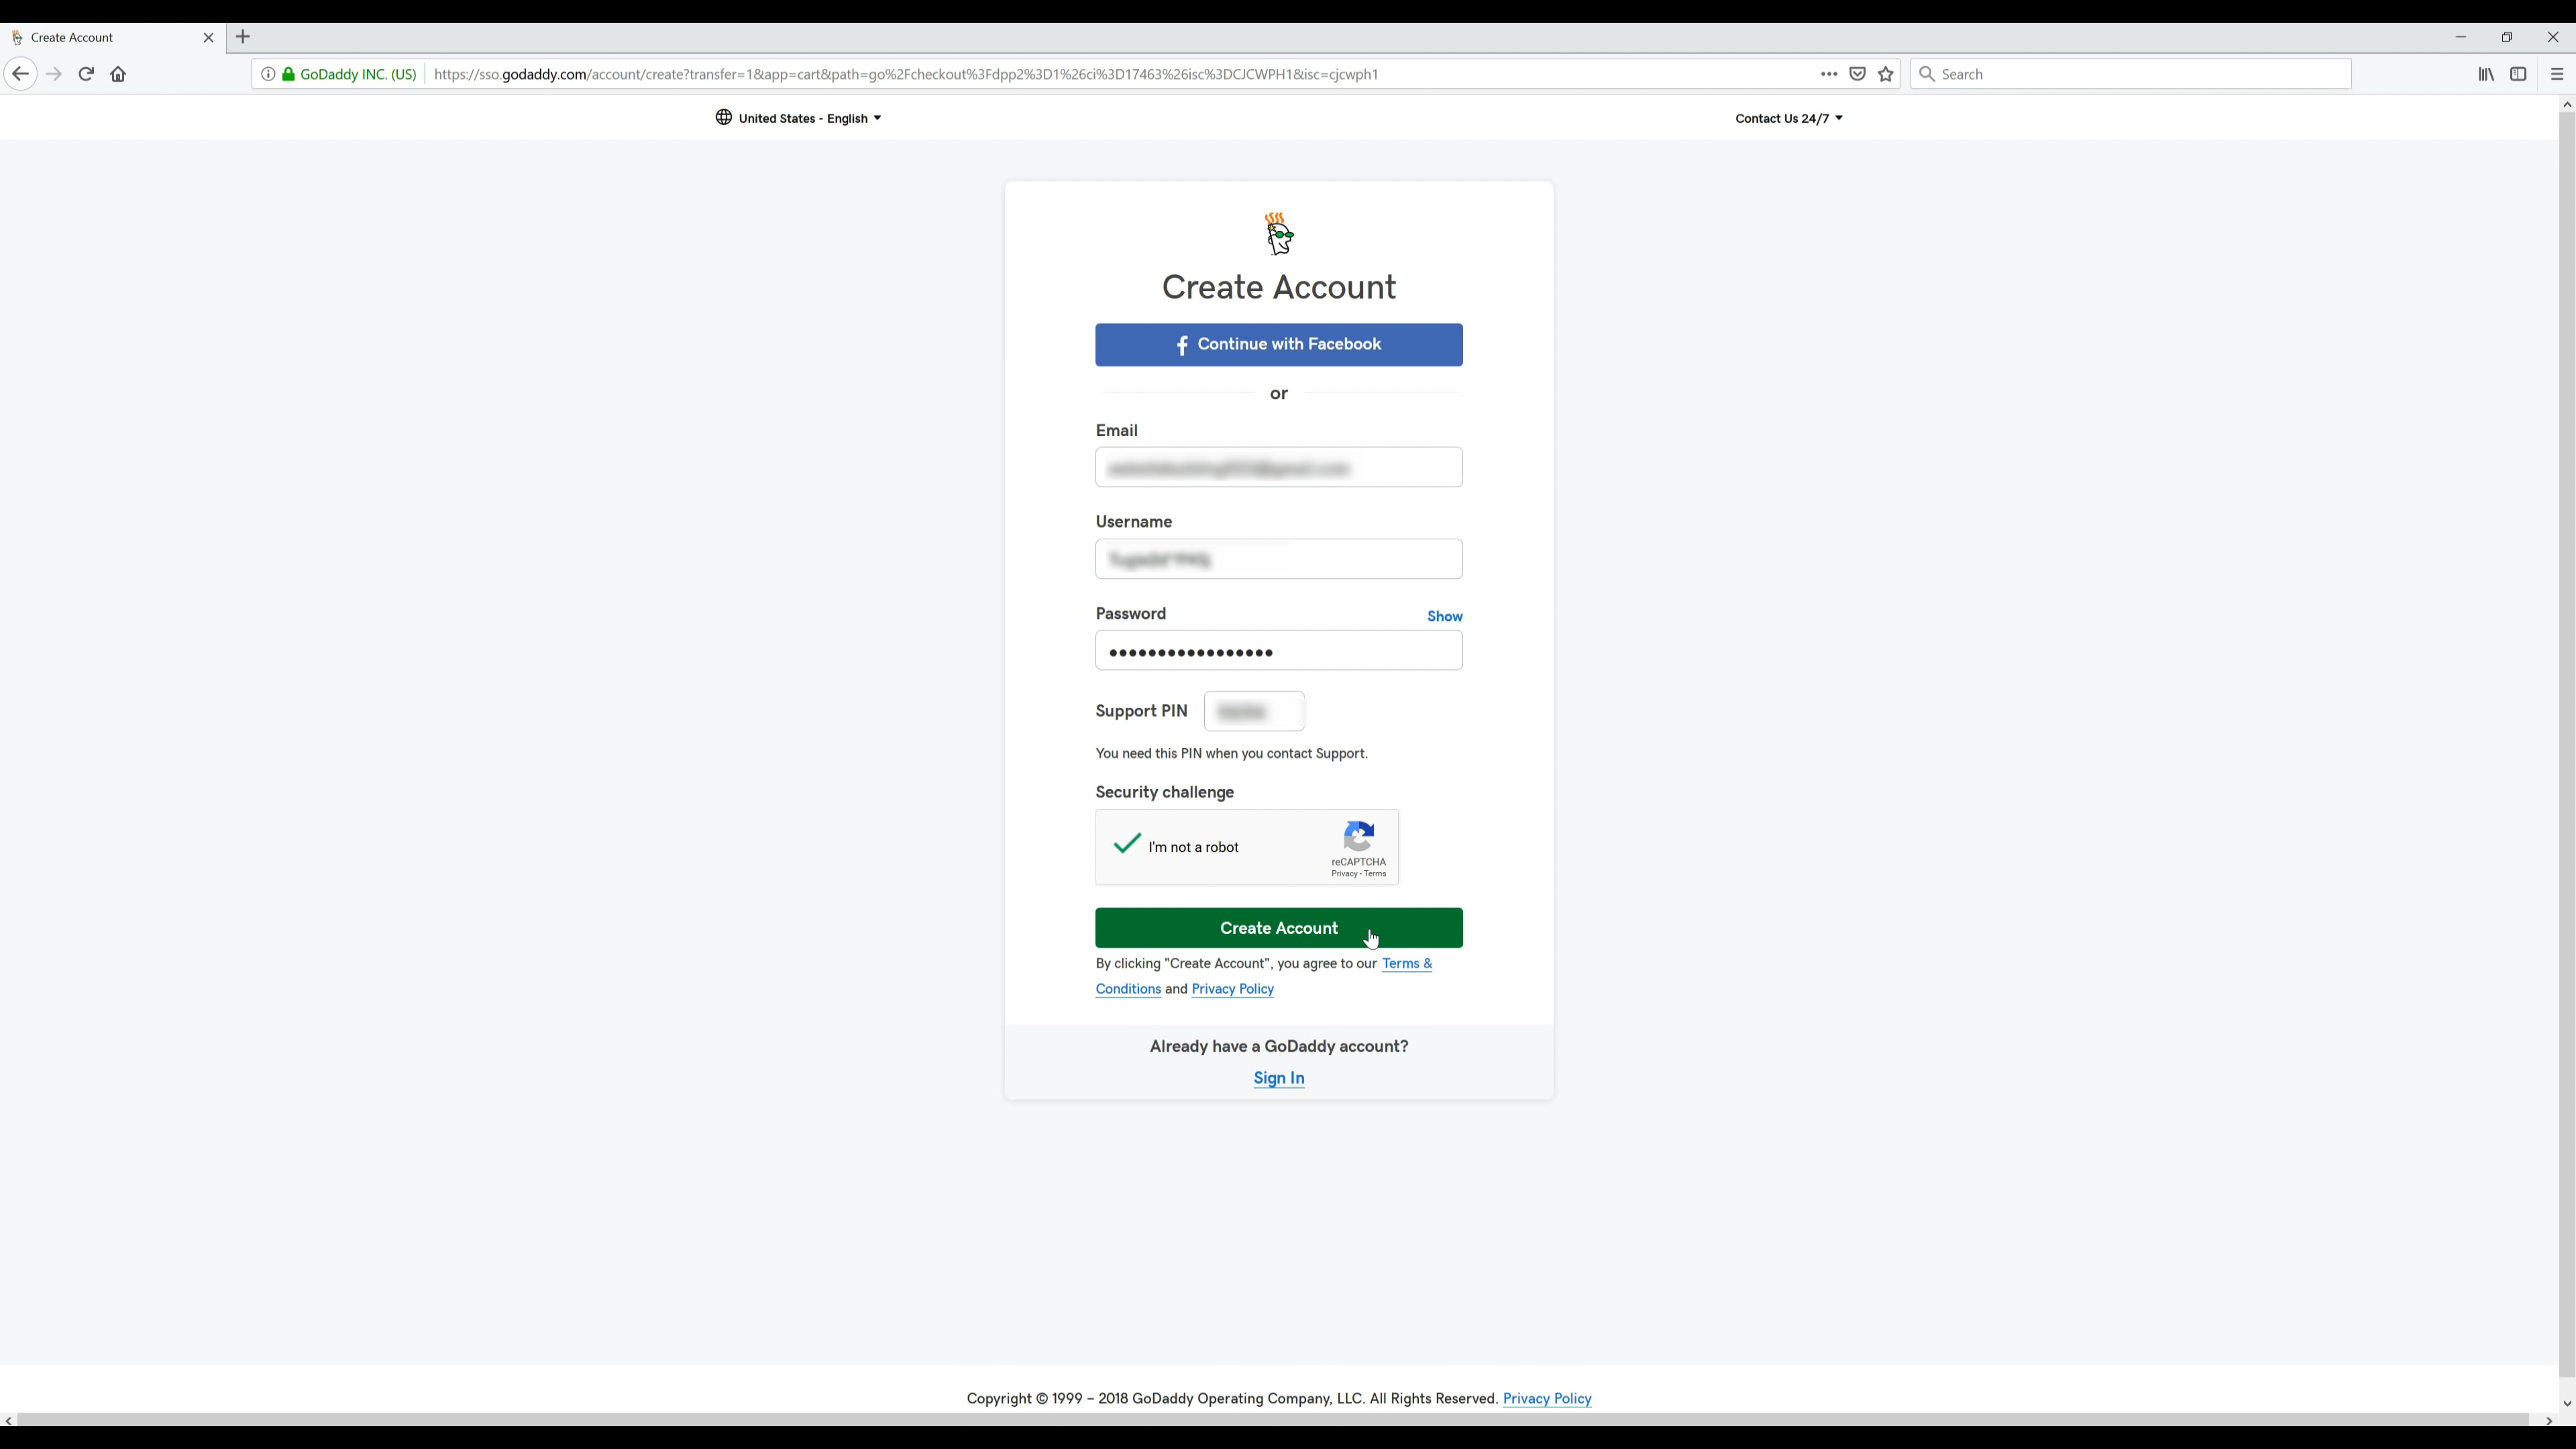 Create Account
GoDaddy INC. (US)
https://sso.godaddy.com/account/create?transfer=1&app=cart&path=go%2Fcheckout%3Fdpp2%3D1%26ci%3D17463%26isc%3DCJCWPH1&isc=cjcwph1
Search
United States - English
Contact Us 24/7
Create Account
f Continue with Facebook
or
Email
Username
Password Show
Support PIN
You need this PIN when you contact Support.
Security challenge
I'm not a robot
reCAPTCHA
Privacy - Terms
Create Account
By clicking "Create Account", you agree to our Terms &
Conditions and Privacy Policy
Already have a GoDaddy account?
Sign In
Copyright © 1999 – 2018 GoDaddy Operating Company, LLC. All Rights Reserved. Privacy Policy